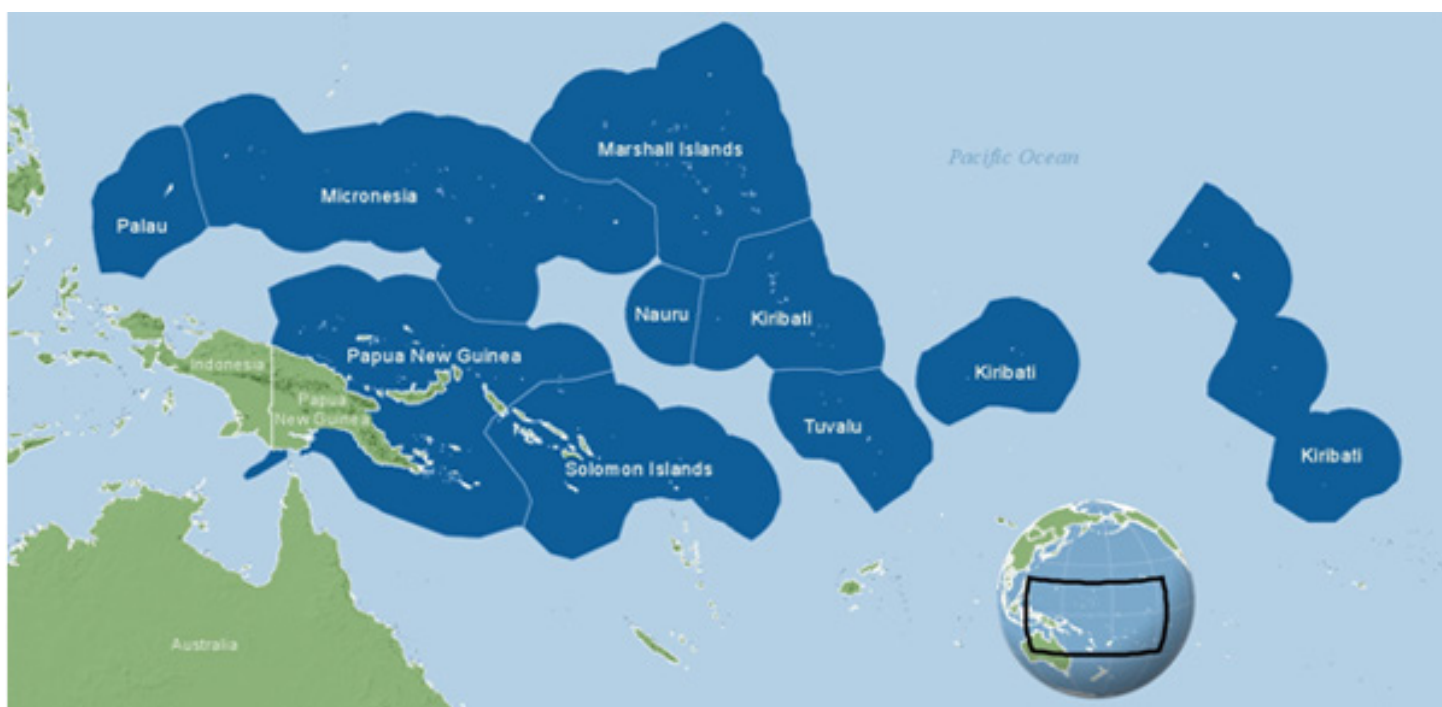 Marshall Islands
Pacific Ocean
Micronesia
Palau
Nauru
Kiribati
Papua New Guinea
Indonesia
Papua
New Guinea
Kiribati
Tuvalu
Solomon Islands
Kiribati
Australia